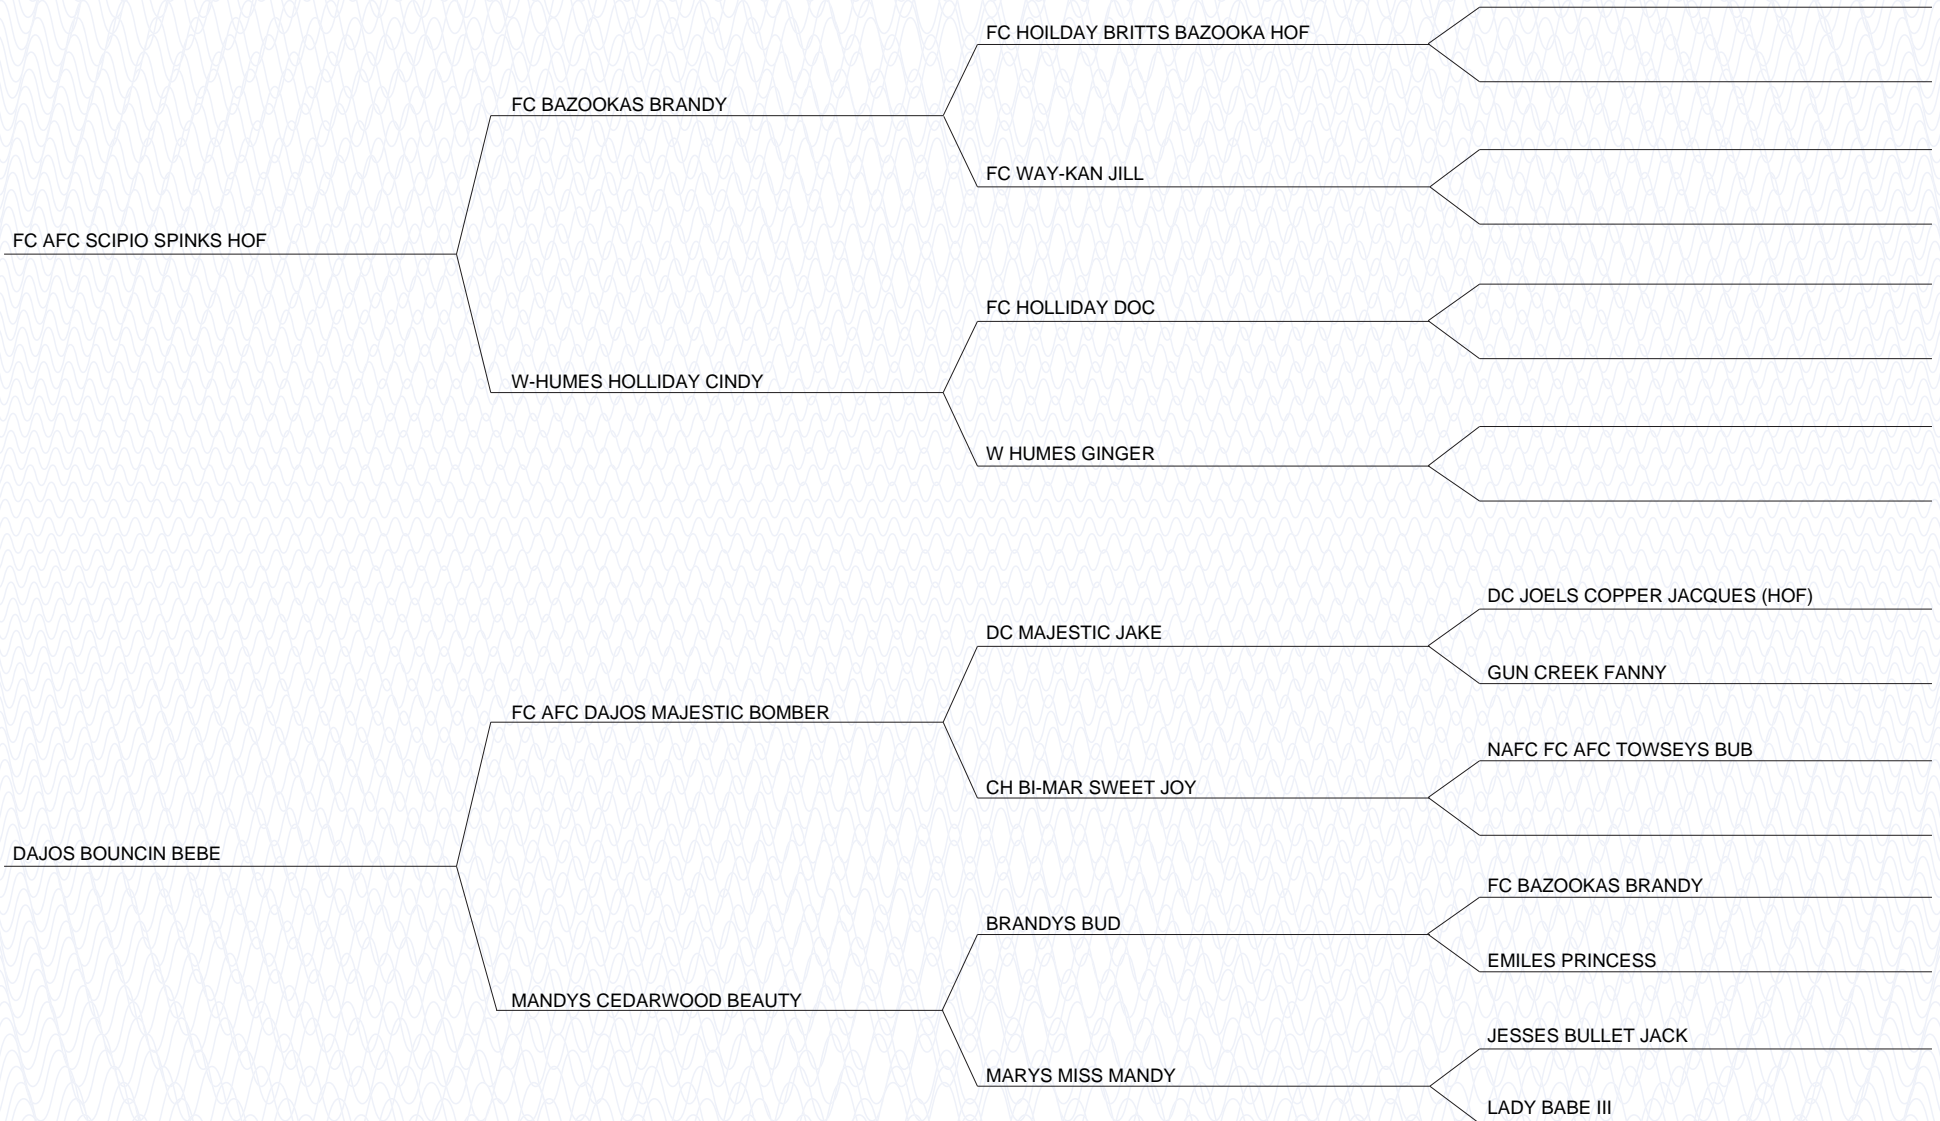 FC HOILDAY BRITTS BAZOOKA HOF
FC BAZOOKAS BRANDY
FC WAY-KAN JILL
FC AFC SCIPIO SPINKS HOF
FC HOLLIDAY DOC
W-HUMES HOLLIDAY CINDY
W HUMES GINGER
DC JOELS COPPER JACQUES (HOF)
DC MAJESTIC JAKE
GUN CREEK FANNY
FC AFC DAJOS MAJESTIC BOMBER
NAFC FC AFC TOWSEYS BUB
CH BI-MAR SWEET JOY
DAJOS BOUNCIN BEBE
FC BAZOOKAS BRANDY
BRANDYS BUD
EMILES PRINCESS
MANDYS CEDARWOOD BEAUTY
JESSES BULLET JACK
MARYS MISS MANDY
LADY BABE III